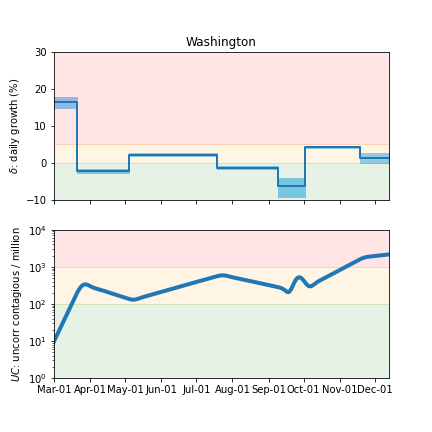 Washington
30
20
10
0
−10
δ: daily growth (%)
10⁴
10³
10²
10¹
10⁰
UC: uncorr contagious / million
Mar-01 Apr-01 May-01 Jun-01 Jul-01 Aug-01 Sep-01 Oct-01 Nov-01 Dec-01